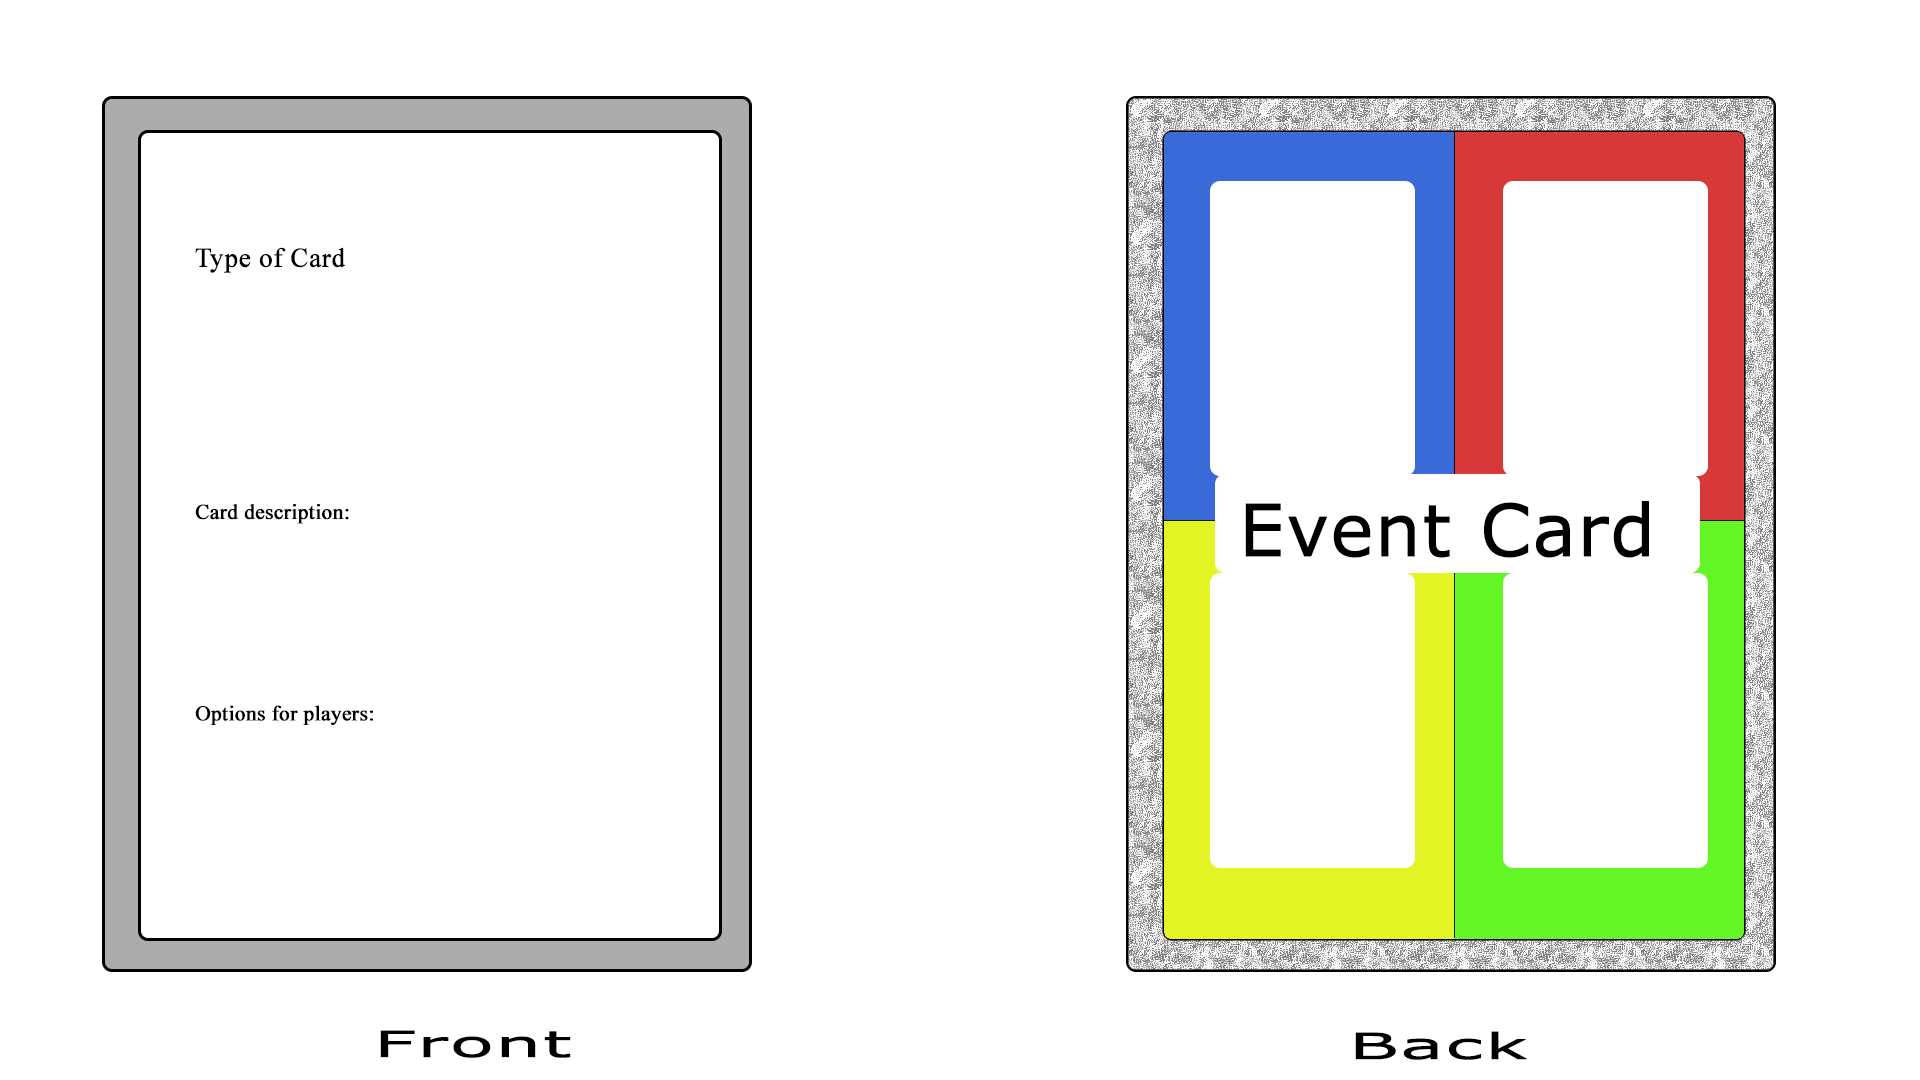 Type of Card
Card description:
Options for players:
Event Card
Front
Back